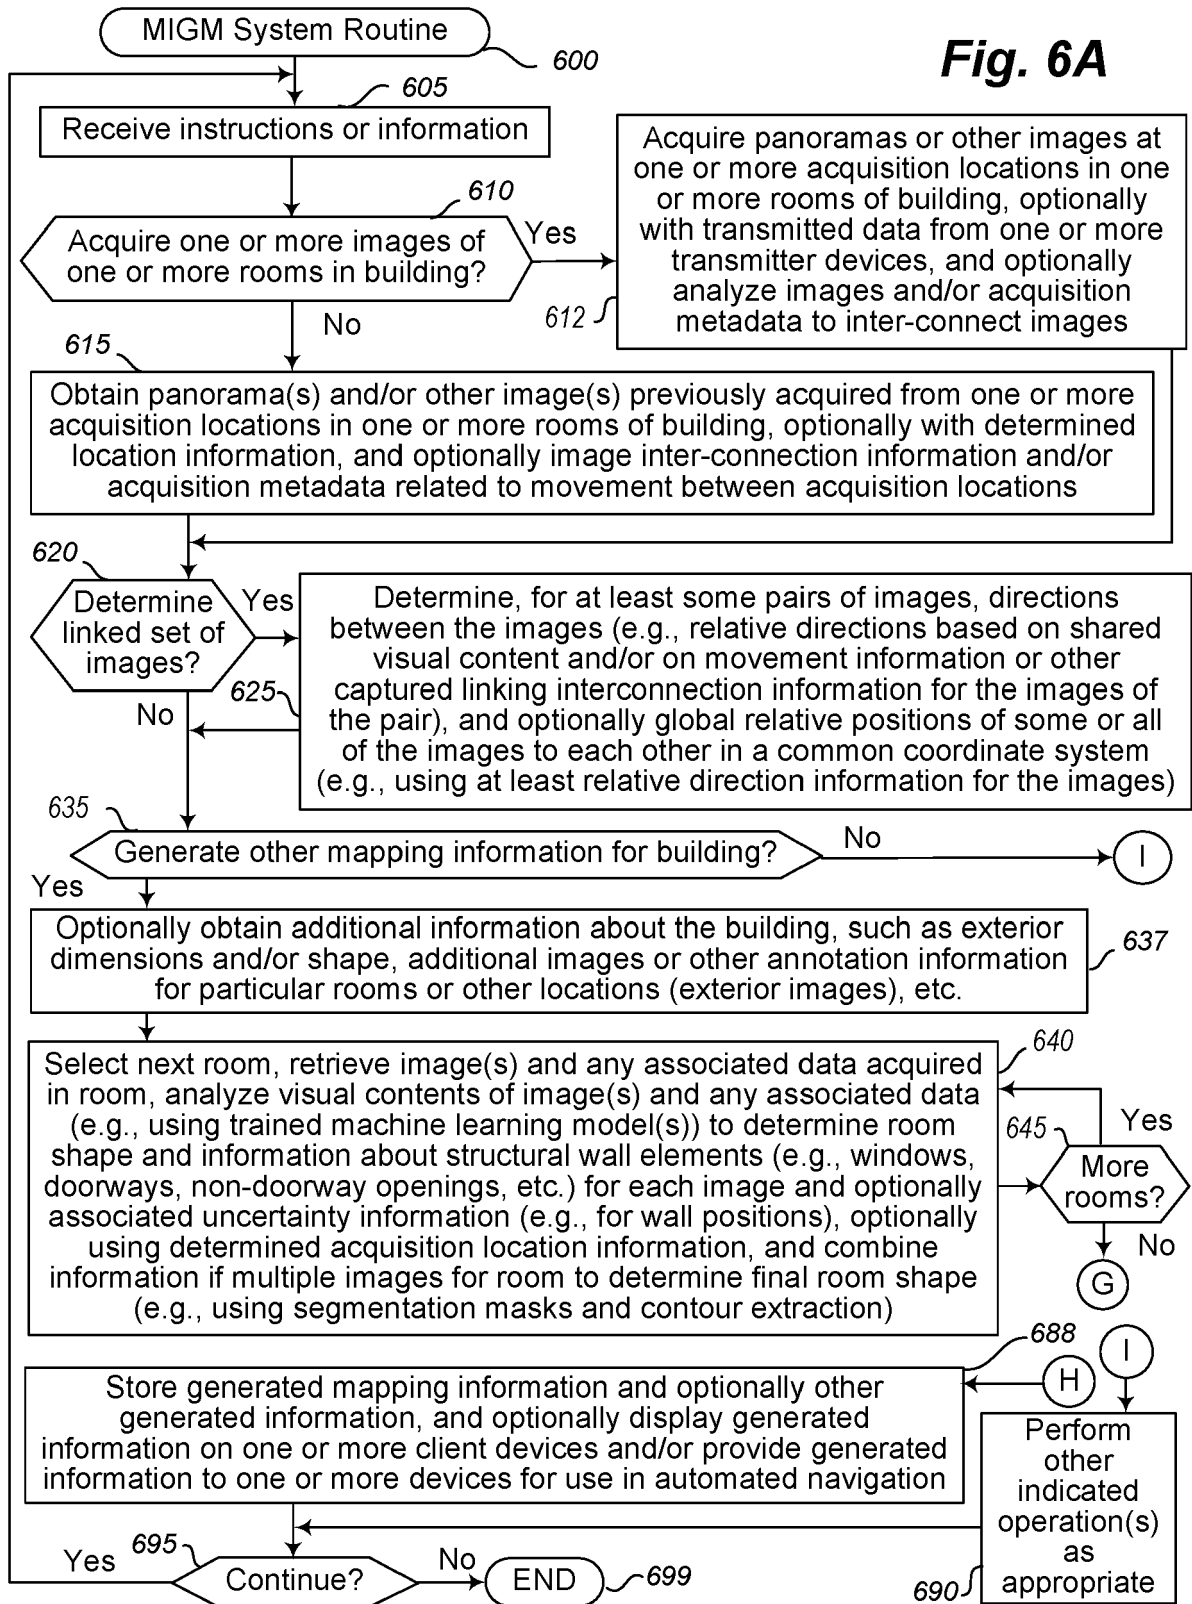 MIGM System Routine
600
Fig. 6A
605
Receive instructions or information
610
Acquire one or more images of
one or more rooms in building?
Yes
No
Acquire panoramas or other images at
one or more acquisition locations in one
or more rooms of building, optionally
with transmitted data from one or more
transmitter devices, and optionally
analyze images and/or acquisition
metadata to inter-connect images
612
615
Obtain panorama(s) and/or other image(s) previously acquired from one or more
acquisition locations in one or more rooms of building, optionally with determined
location information, and optionally image inter-connection information and/or
acquisition metadata related to movement between acquisition locations
620
Determine
linked set of
images?
Yes
No
625
Determine, for at least some pairs of images, directions
between the images (e.g., relative directions based on shared
visual content and/or on movement information or other
captured linking interconnection information for the images of
the pair), and optionally global relative positions of some or all
of the images to each other in a common coordinate system
(e.g., using at least relative direction information for the images)
635
Generate other mapping information for building?
No
I
Yes
Optionally obtain additional information about the building, such as exterior
dimensions and/or shape, additional images or other annotation information
for particular rooms or other locations (exterior images), etc.
637
640
Select next room, retrieve image(s) and any associated data acquired
in room, analyze visual contents of image(s) and any associated data
(e.g., using trained machine learning model(s)) to determine room
shape and information about structural wall elements (e.g., windows,
doorways, non-doorway openings, etc.) for each image and optionally
associated uncertainty information (e.g., for wall positions), optionally
using determined acquisition location information, and combine
information if multiple images for room to determine final room shape
(e.g., using segmentation masks and contour extraction)
645
Yes
More
rooms?
No
G
688
Store generated mapping information and optionally other
generated information, and optionally display generated
information on one or more client devices and/or provide generated
information to one or more devices for use in automated navigation
H
I
Perform
other
indicated
operation(s)
as
appropriate
690
695
Yes
Continue?
No
END
699